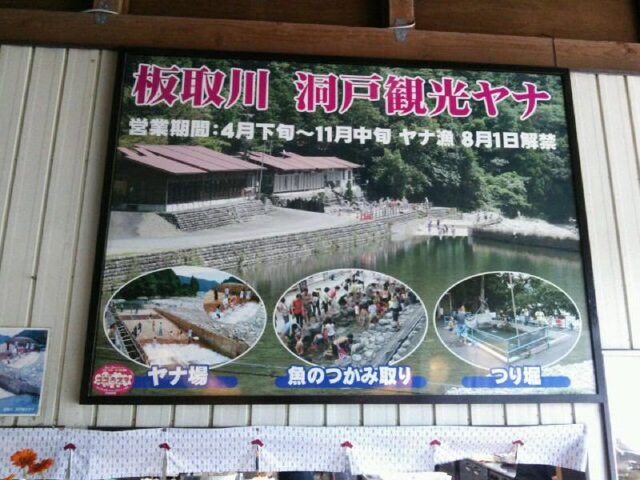 板取川 洞戸観光ヤナ
営業期間：4月下旬～11月中旬 ヤナ漁 8月1日解禁
ヤナ場
魚のつかみ取り
つり堀